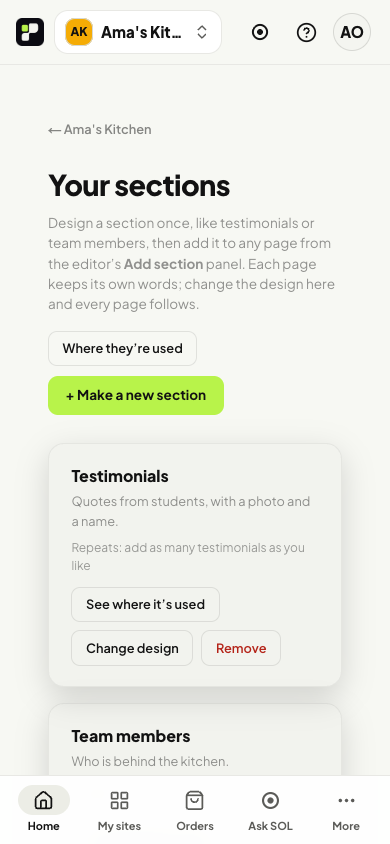 AK Ama's Kit...
AO
← Ama's Kitchen
Your sections
Design a section once, like testimonials or
team members, then add it to any page from
the editor's Add section panel. Each page
keeps its own words; change the design here
and every page follows.
Where they're used
+ Make a new section
Testimonials
Quotes from students, with a photo and
a name.
Repeats: add as many testimonials as you
like
See where it's used
Change design Remove
Team members
Who is behind the kitchen.
Home My sites Orders Ask SOL More